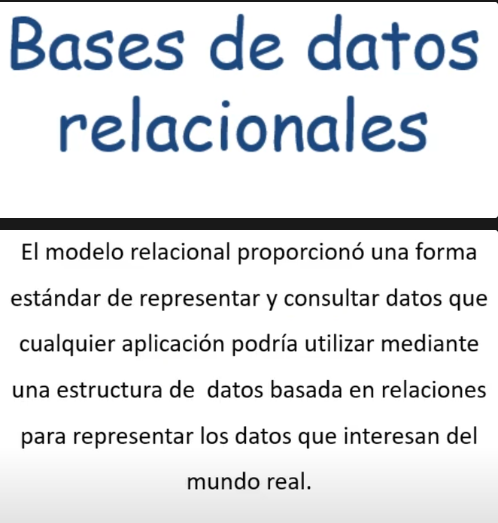 Bases de datos
relacionales
El modelo relacional proporcionó una forma
estándar de representar y consultar datos que
cualquier aplicación podría utilizar mediante
una estructura de datos basada en relaciones
para representar los datos que interesan del
mundo real.